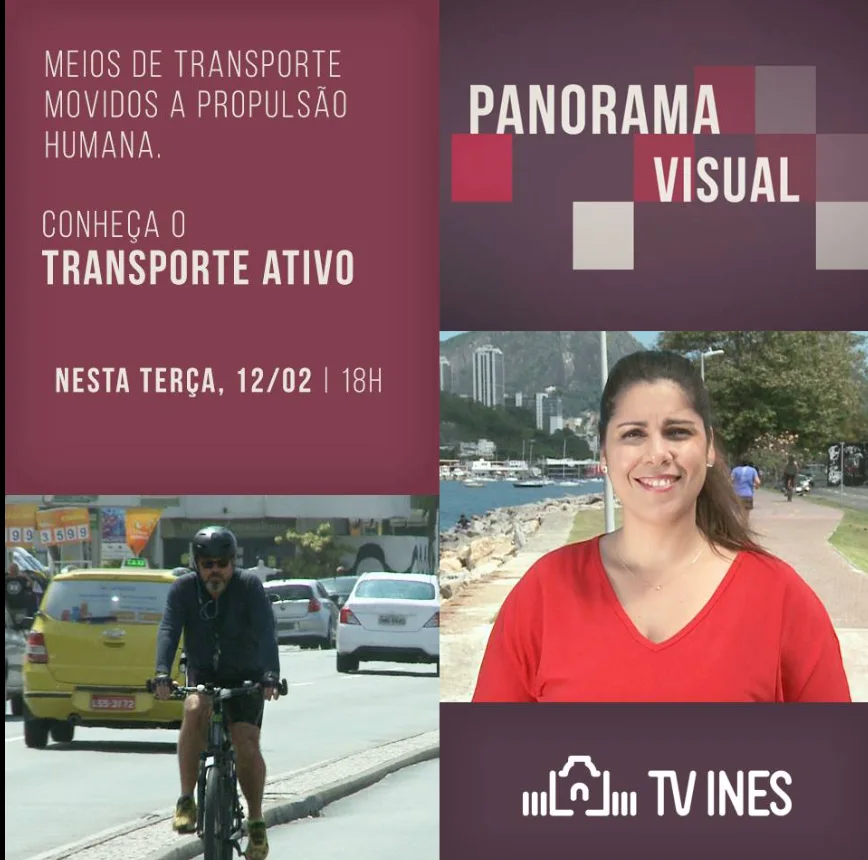 MEIOS DE TRANSPORTE
MOVIDOS A PROPULSÃO
HUMANA.
CONHEÇA O
TRANSPORTE ATIVO
NESTA TERÇA, 12/02 | 18H
PANORAMA
VISUAL
TV INES